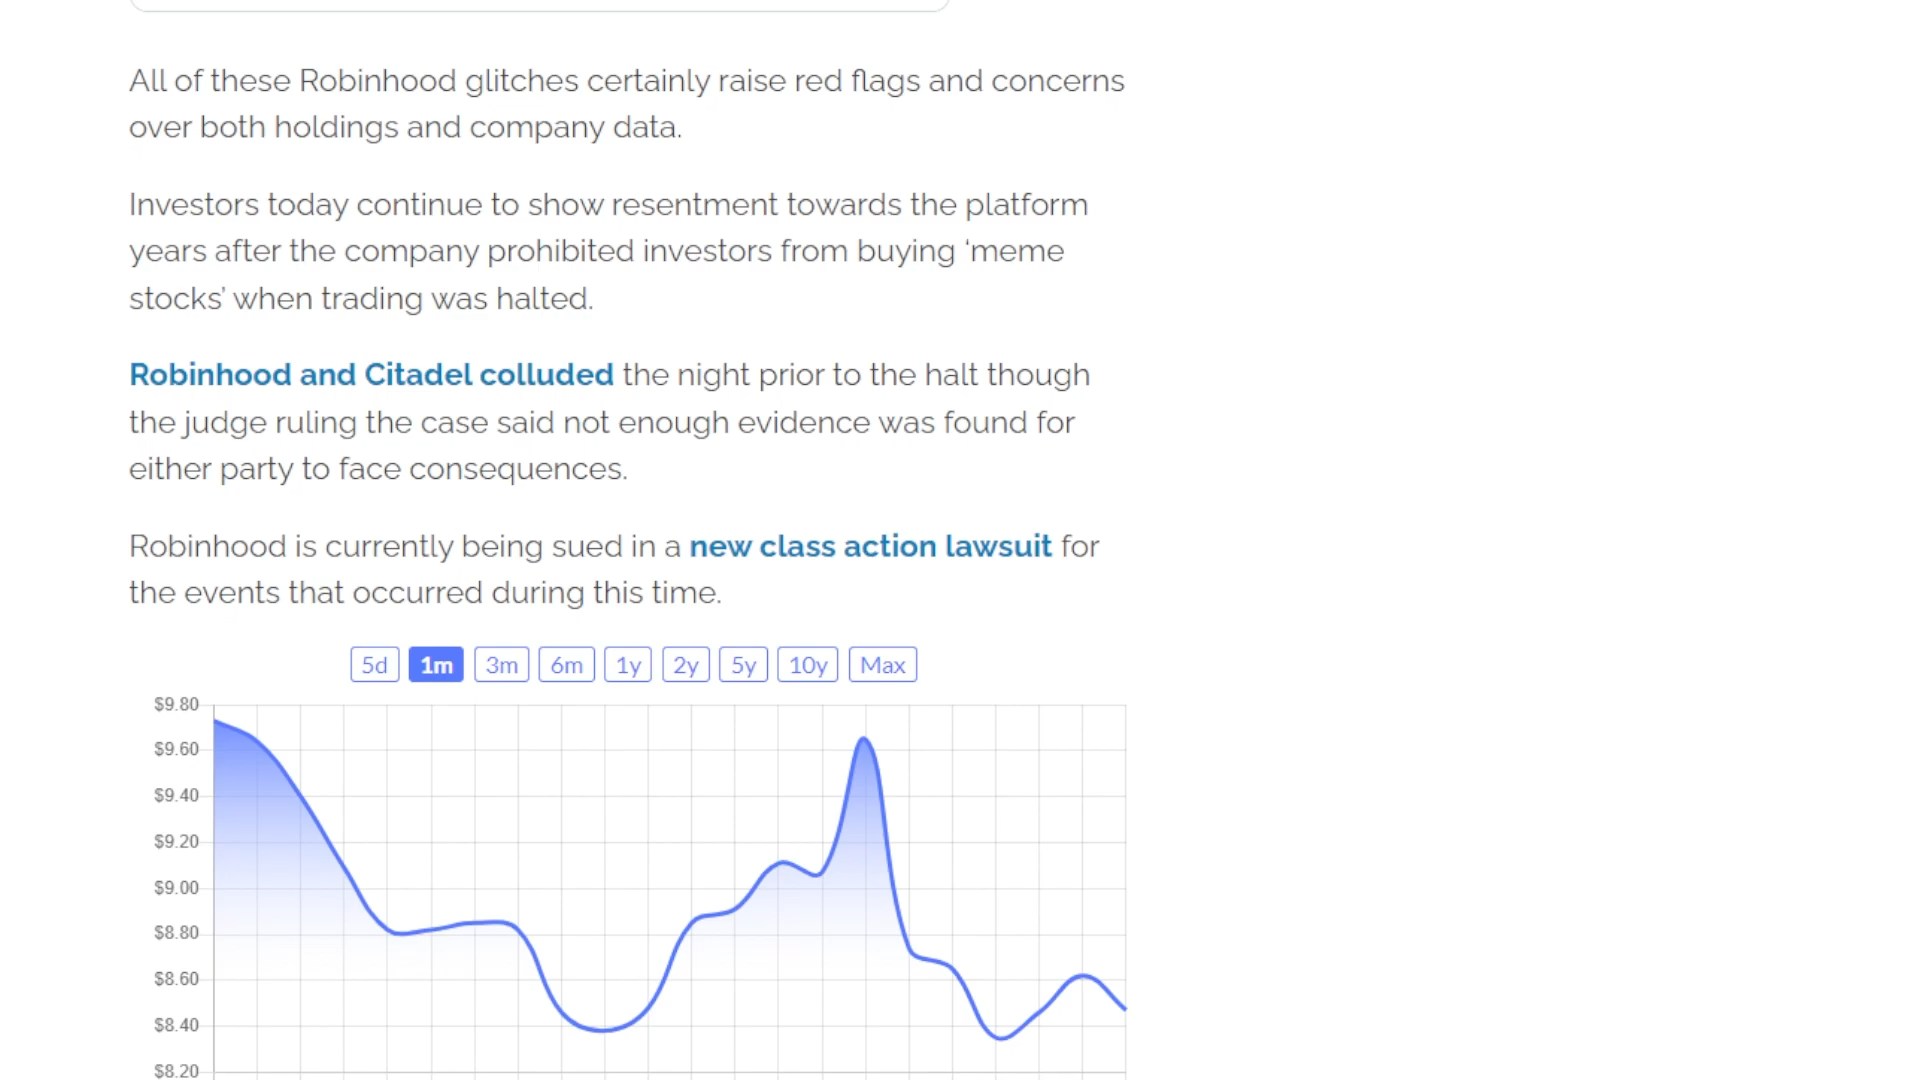 All of these Robinhood glitches certainly raise red flags and concerns
over both holdings and company data.
Investors today continue to show resentment towards the platform
years after the company prohibited investors from buying ‘meme
stocks’ when trading was halted.
Robinhood and Citadel colluded the night prior to the halt though
the judge ruling the case said not enough evidence was found for
either party to face consequences.
Robinhood is currently being sued in a new class action lawsuit for
the events that occurred during this time.
5d 1m 3m 6m 1y 2y 5y 10y Max
$9.80
$9.60
$9.40
$9.20
$9.00
$8.80
$8.60
$8.40
$8.20